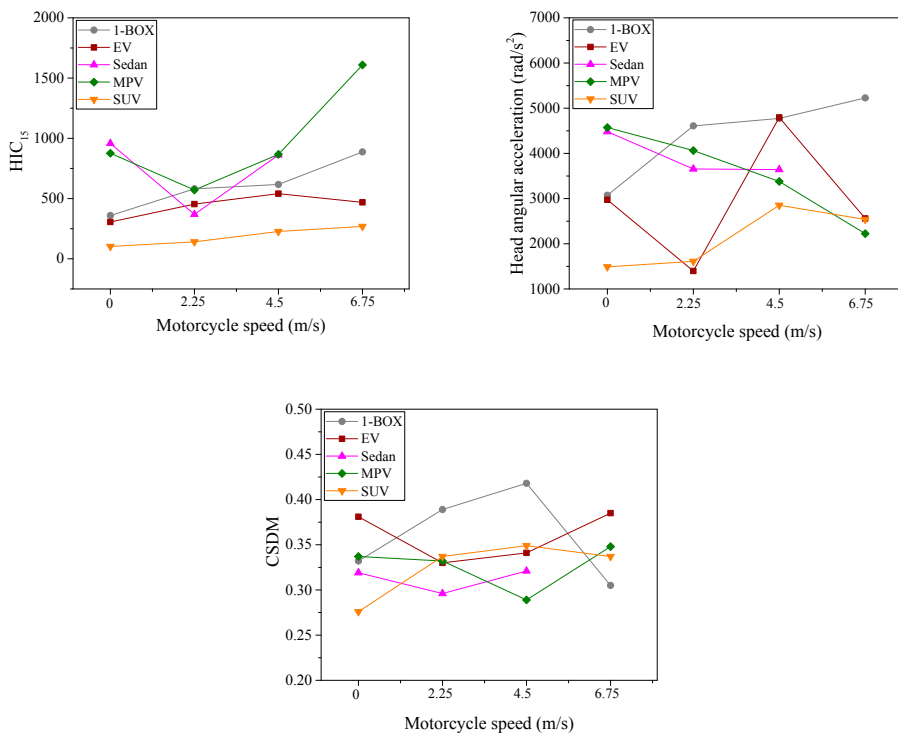 2000
1500
1000
500
0
HIC15
1-BOX
EV
Sedan
MPV
SUV
0
2.25
4.5
6.75
Motorcycle speed (m/s)
7000
6000
5000
4000
3000
2000
1000
Head angular acceleration (rad/s²)
1-BOX
EV
Sedan
MPV
SUV
0
2.25
4.5
6.75
Motorcycle speed (m/s)
0.50
0.45
0.40
0.35
0.30
0.25
0.20
CSDM
1-BOX
EV
Sedan
MPV
SUV
0
2.25
4.5
6.75
Motorcycle speed (m/s)